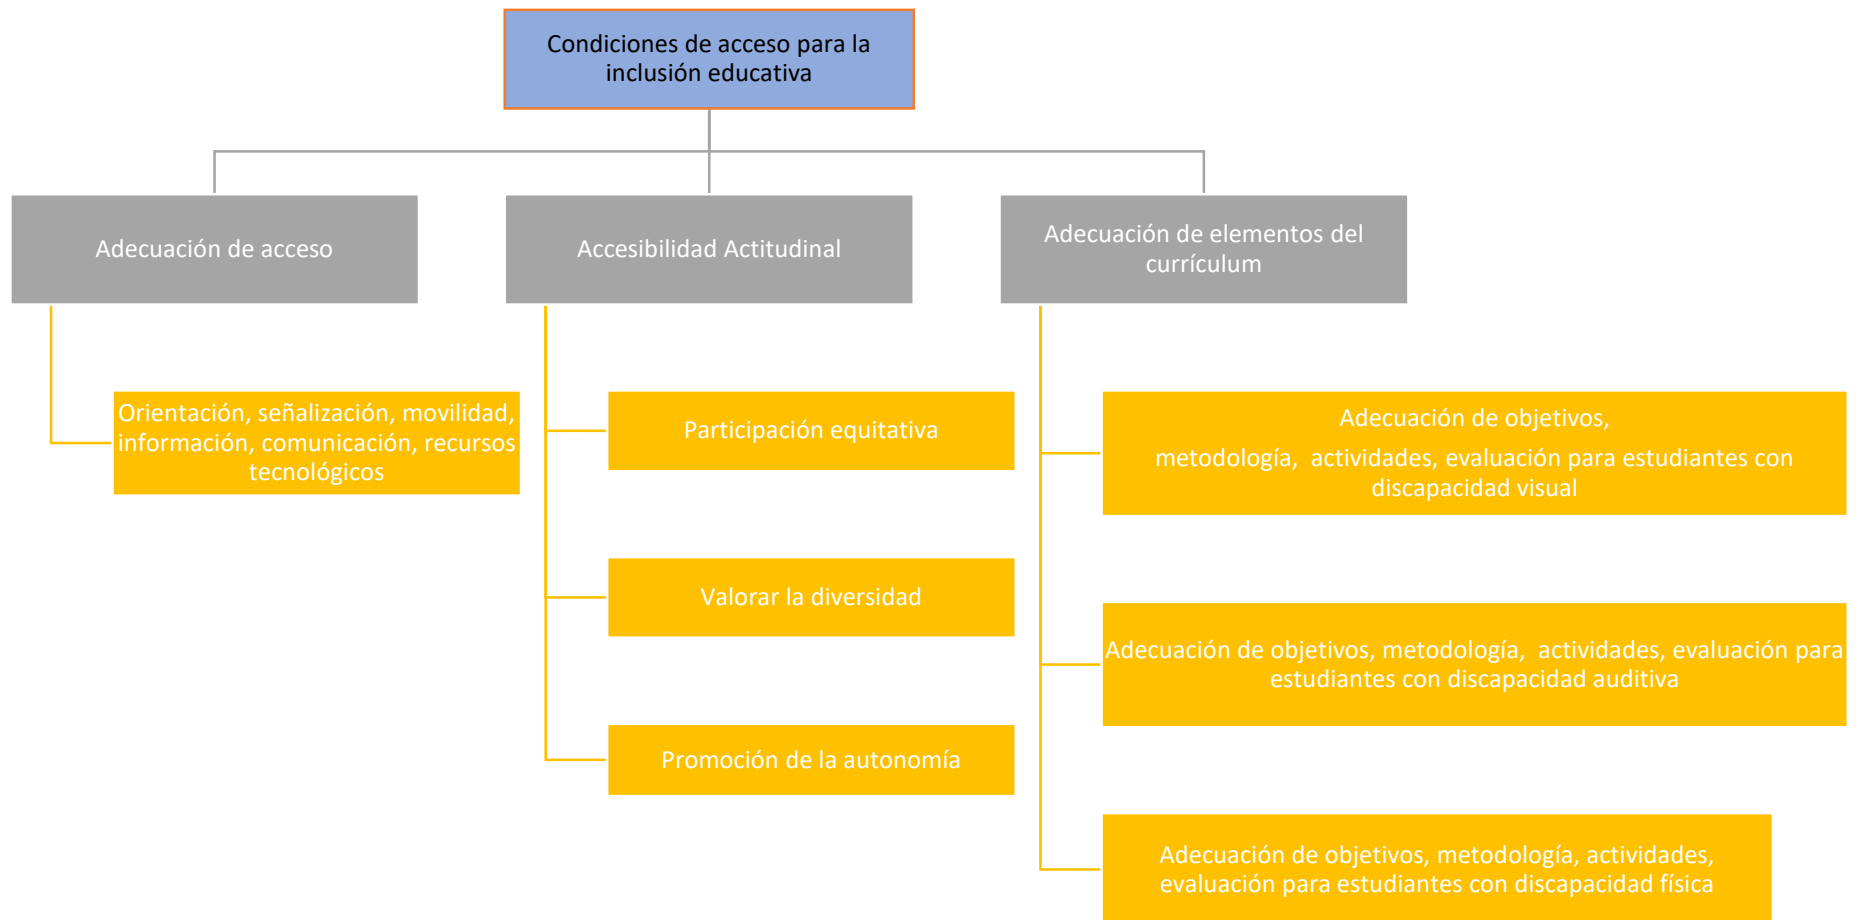 Condiciones de acceso para la
inclusión educativa
Adecuación de acceso
Accesibilidad Actitudinal
Adecuación de elementos del
currículum
Orientación, señalización, movilidad,
información, comunicación, recursos
tecnológicos
Participación equitativa
Valorar la diversidad
Promoción de la autonomía
Adecuación de objetivos,
metodología, actividades, evaluación para estudiantes con
discapacidad visual
Adecuación de objetivos, metodología, actividades, evaluación para
estudiantes con discapacidad auditiva
Adecuación de objetivos, metodología, actividades,
evaluación para estudiantes con discapacidad física